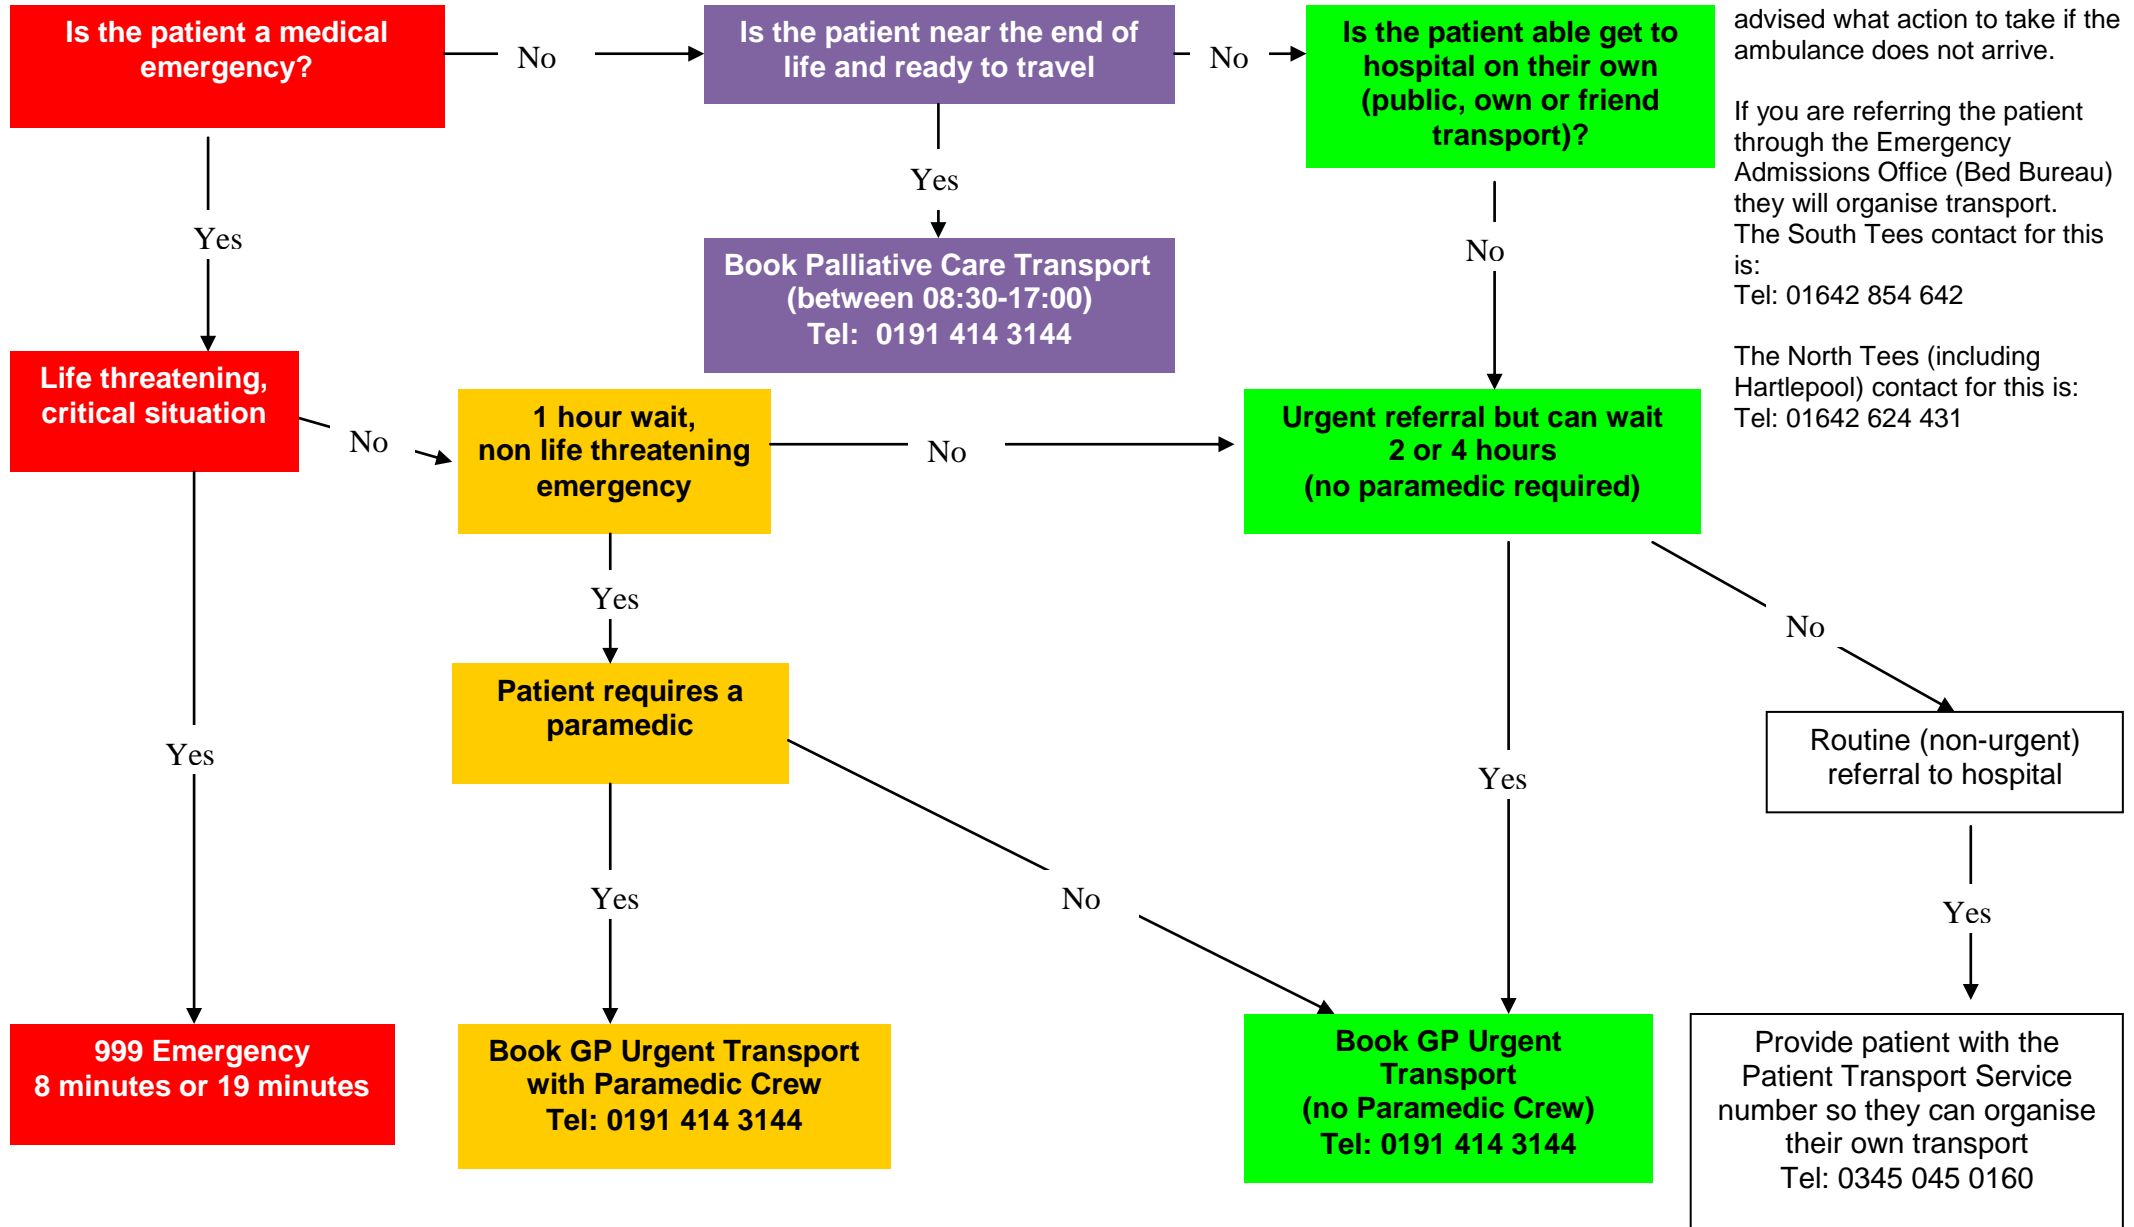 Is the patient a medical
emergency?
No
Is the patient near the end of
life and ready to travel
No
Is the patient able get to
hospital on their own
(public, own or friend
transport)?
advised what action to take if the
ambulance does not arrive.
If you are referring the patient
through the Emergency
Admissions Office (Bed Bureau)
they will organise transport.
The South Tees contact for this
is:
Tel: 01642 854 642
The North Tees (including
Hartlepool) contact for this is:
Tel: 01642 624 431
Yes
Yes
No
Book Palliative Care Transport
(between 08:30-17:00)
Tel:  0191 414 3144
Life threatening,
critical situation
No
1 hour wait,
non life threatening
emergency
No
Urgent referral but can wait
2 or 4 hours
(no paramedic required)
Yes
No
Patient requires a
paramedic
Yes
Yes
Routine (non-urgent)
referral to hospital
Yes
No
Yes
999 Emergency
8 minutes or 19 minutes
Book GP Urgent Transport
with Paramedic Crew
Tel: 0191 414 3144
Book GP Urgent
Transport
(no Paramedic Crew)
Tel: 0191 414 3144
Provide patient with the
Patient Transport Service
number so they can organise
their own transport
Tel: 0345 045 0160